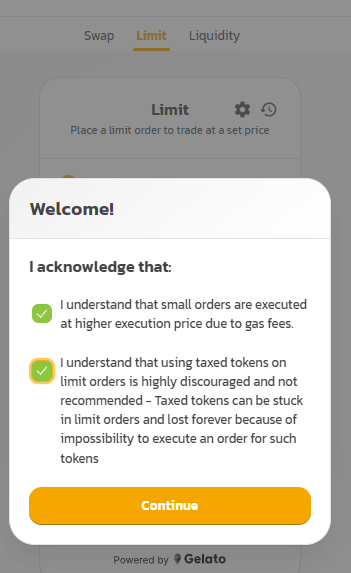 Swap Limit Liquidity
Limit
Place a limit order to trade at a set price
Welcome!
I acknowledge that:
I understand that small orders are executed
at higher execution price due to gas fees.
I understand that using taxed tokens on
limit orders is highly discouraged and not
recommended - Taxed tokens can be stuck
in limit orders and lost forever because of
impossibility to execute an order for such
tokens
Continue
Powered by Gelato